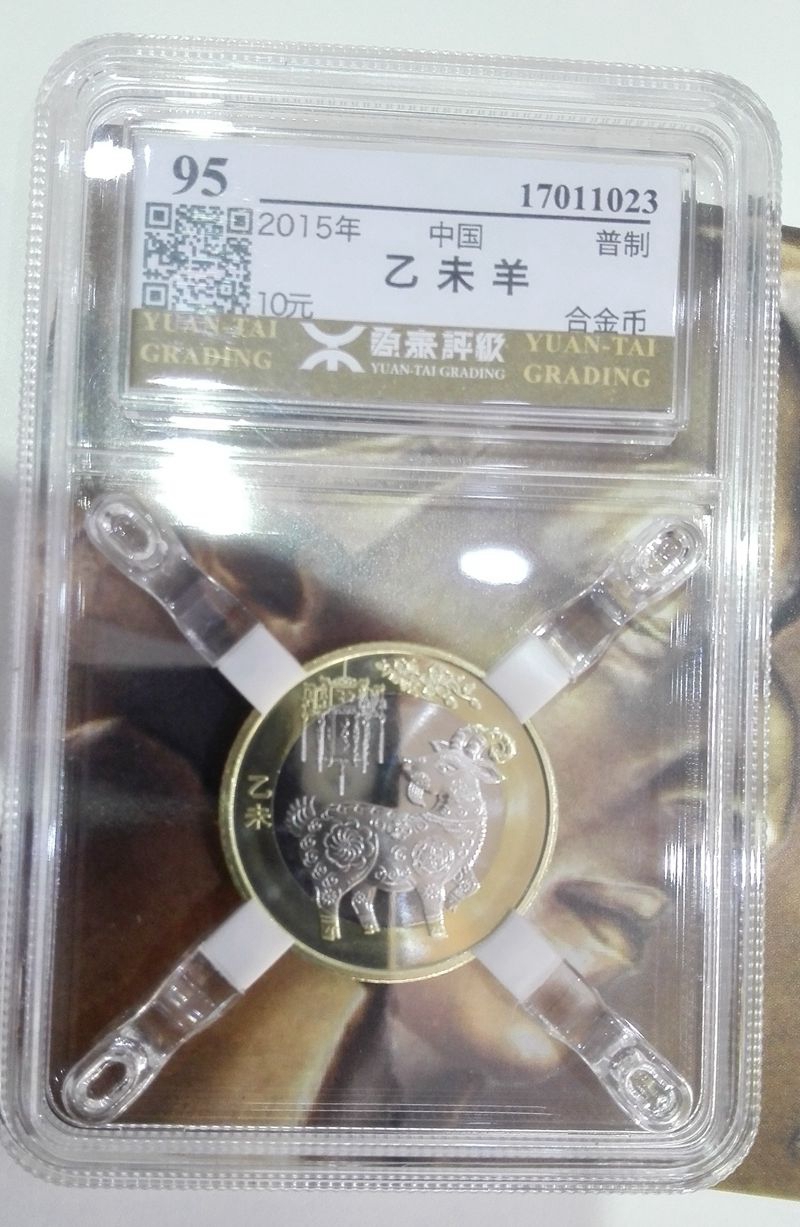 95
17011023
2015年 中国 普制
乙未羊
10元 合金币
YUAN-TAI
GRADING
源泰評級
YUAN-TAI GRADING
YUAN-TAI
GRADING
乙未